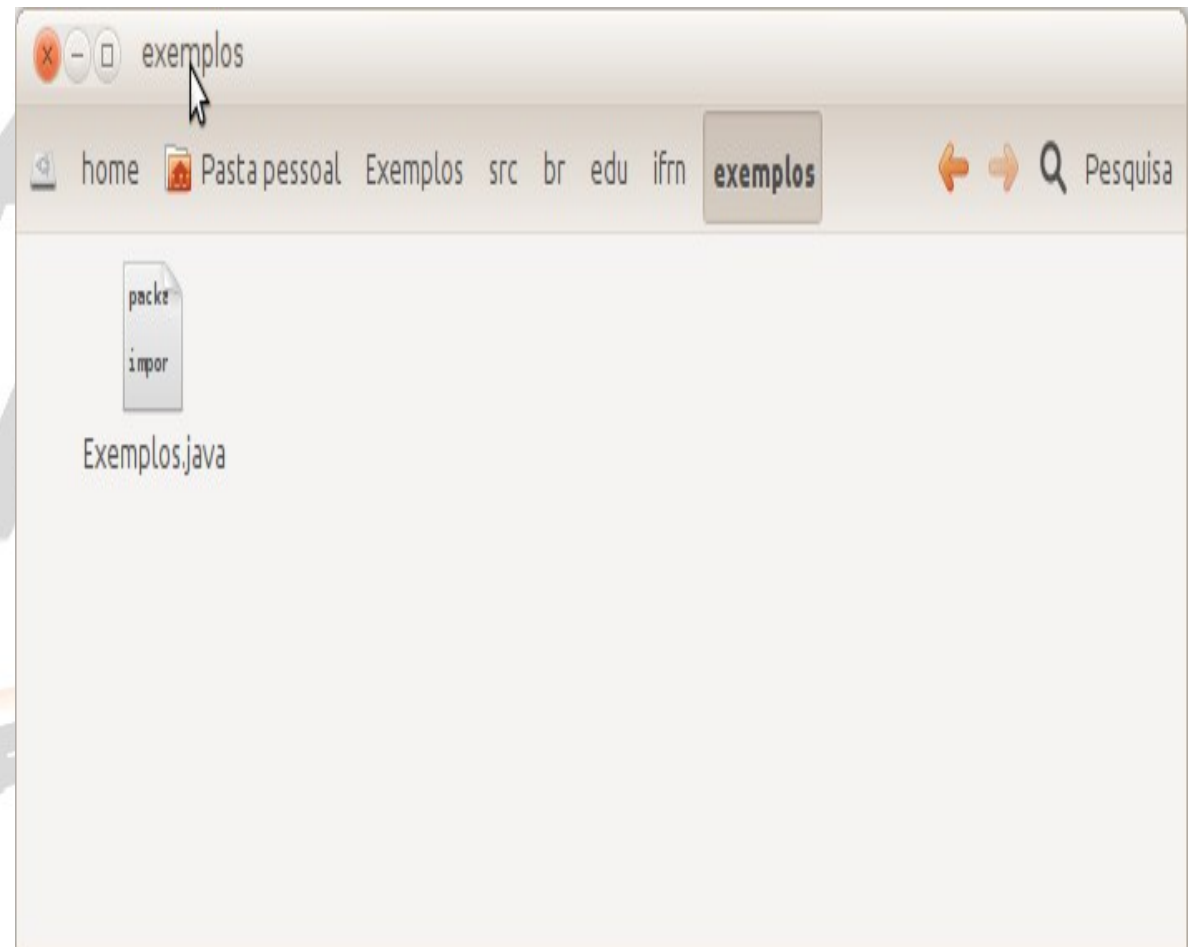 exemplos
home Pasta pessoal Exemplos src br edu ifrn exemplos Pesquisa
packa
impor
Exemplos.java